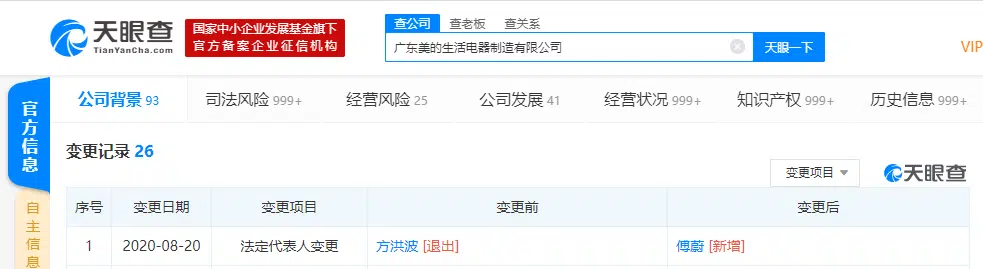 天眼查
TianYanCha.com
国家中小企业发展基金旗下
官方备案企业征信机构
查公司 查老板 查关系
广东美的生活电器制造有限公司
天眼一下
VIP
官方信息
公司背景 93 司法风险 999+ 经营风险 25 公司发展 41 经营状况 999+ 知识产权 999+ 历史信息 999+
变更记录 26
变更项目
天眼查
自主信息
序号 变更日期 变更项目 变更前 变更后
1 2020-08-20 法定代表人变更 方洪波 [退出] 傅蔚 [新增]